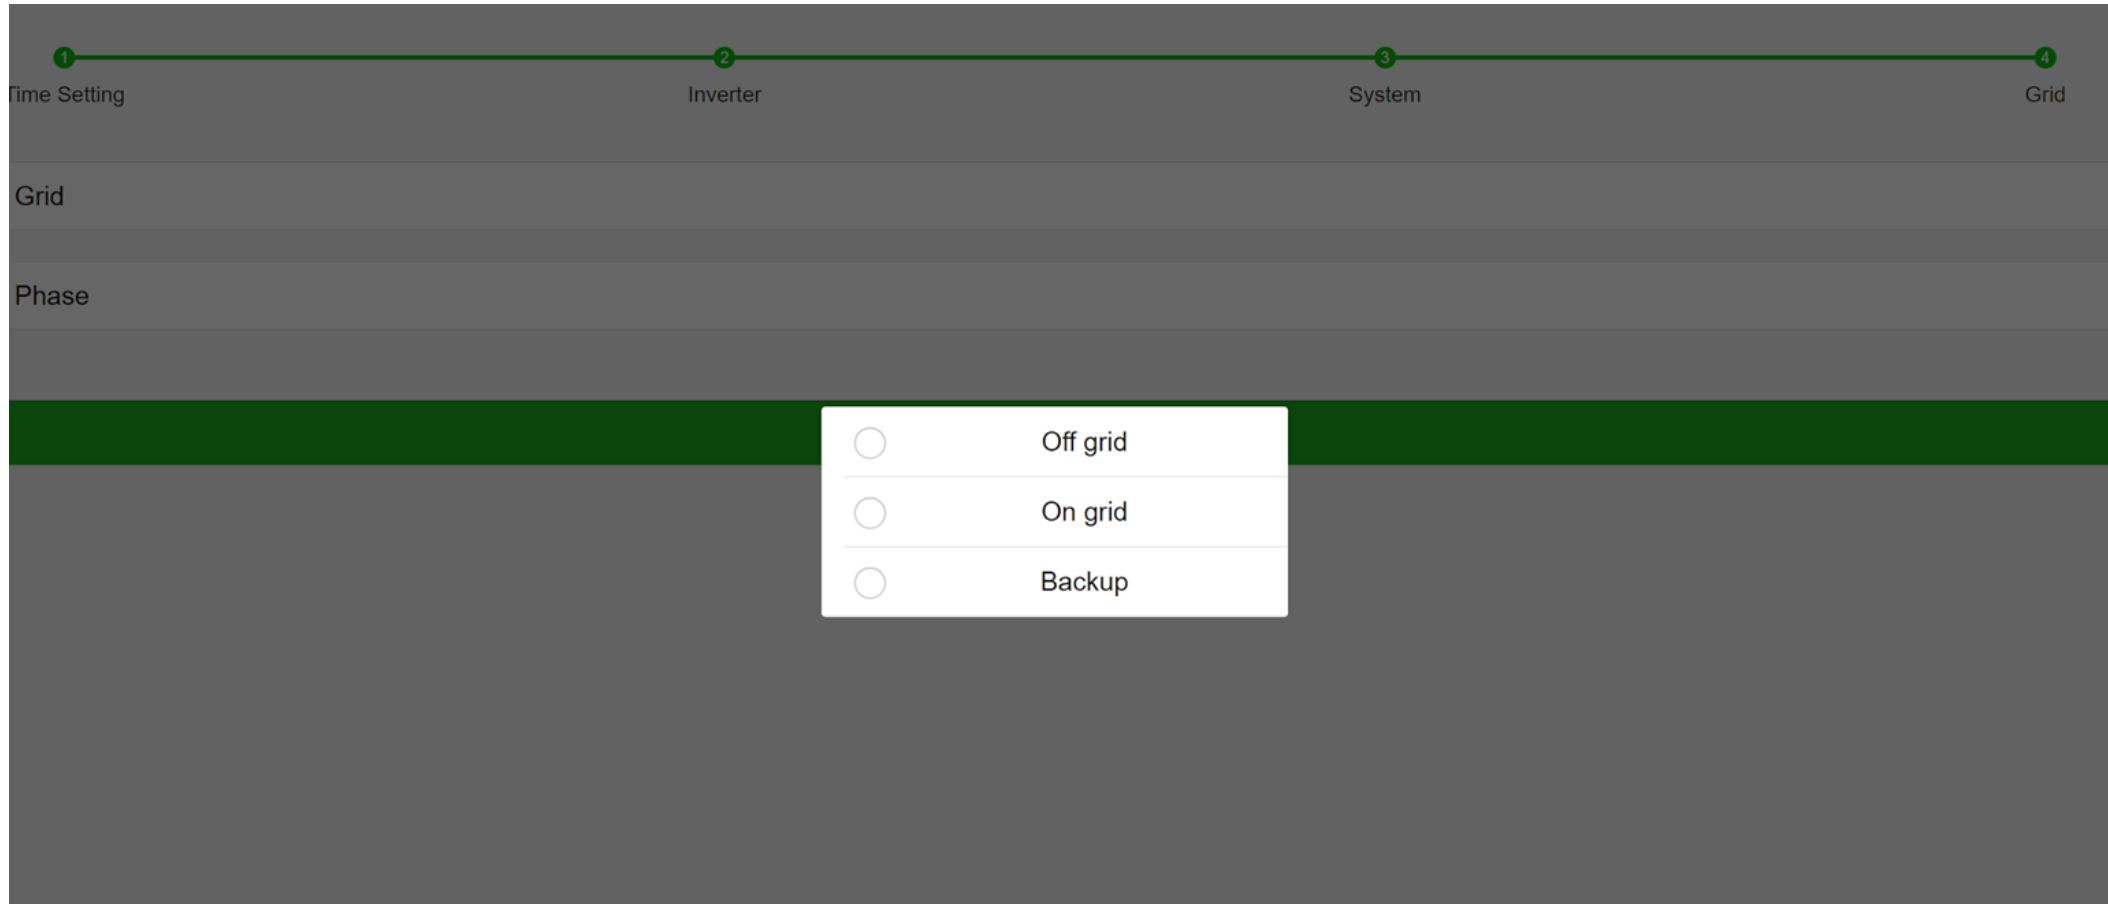 1
2
3
4
Time Setting
Inverter
System
Grid
Grid
Phase
Off grid
On grid
Backup